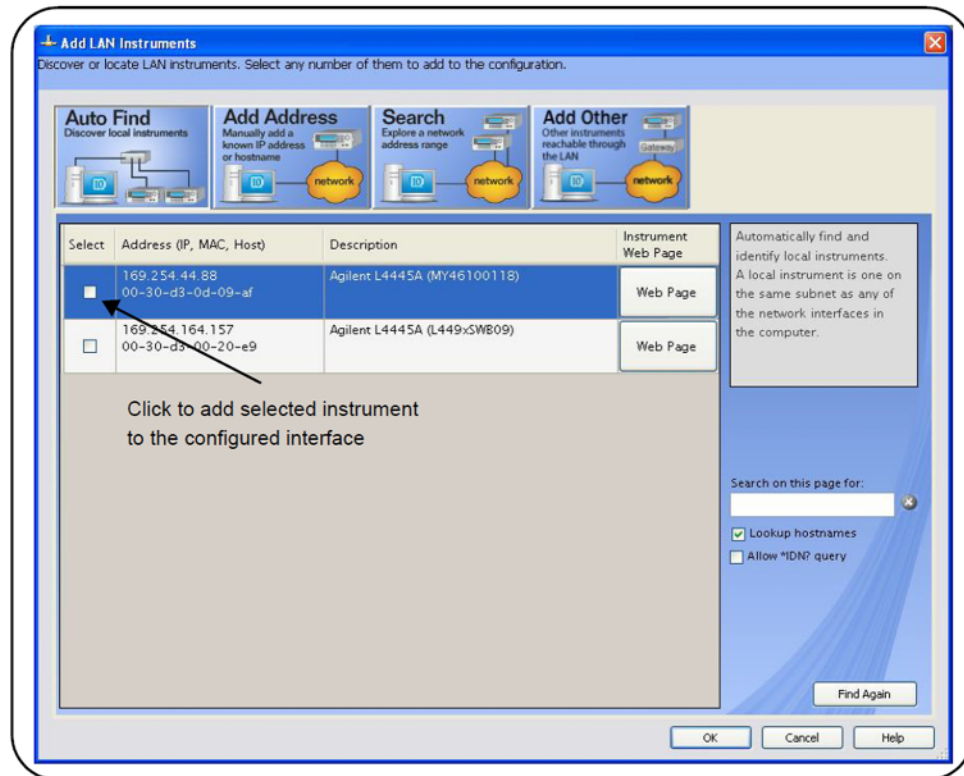 Add LAN Instruments
Discover or locate LAN instruments. Select any number of them to add to the configuration.
Auto Find
Discover local instruments
IO
Add Address
Manually add a
known IP address
or hostname
IO
network
Search
Explore a network
address range
IO
network
Add Other
Other instruments
reachable through
the LAN
Gateway
IO
network
Select
Address (IP, MAC, Host)
Description
Instrument
Web Page
169.254.44.88
00-30-d3-0d-09-af
Agilent L4445A (MY46100118)
Web Page
169.254.164.157
00-30-d3-00-20-e9
Agilent L4445A (L449xSWB09)
Web Page
Click to add selected instrument
to the configured interface
Automatically find and
identify local instruments.
A local instrument is one on
the same subnet as any of
the network interfaces in
the computer.
Search on this page for:
Lookup hostnames
Allow *IDN? query
Find Again
OK
Cancel
Help